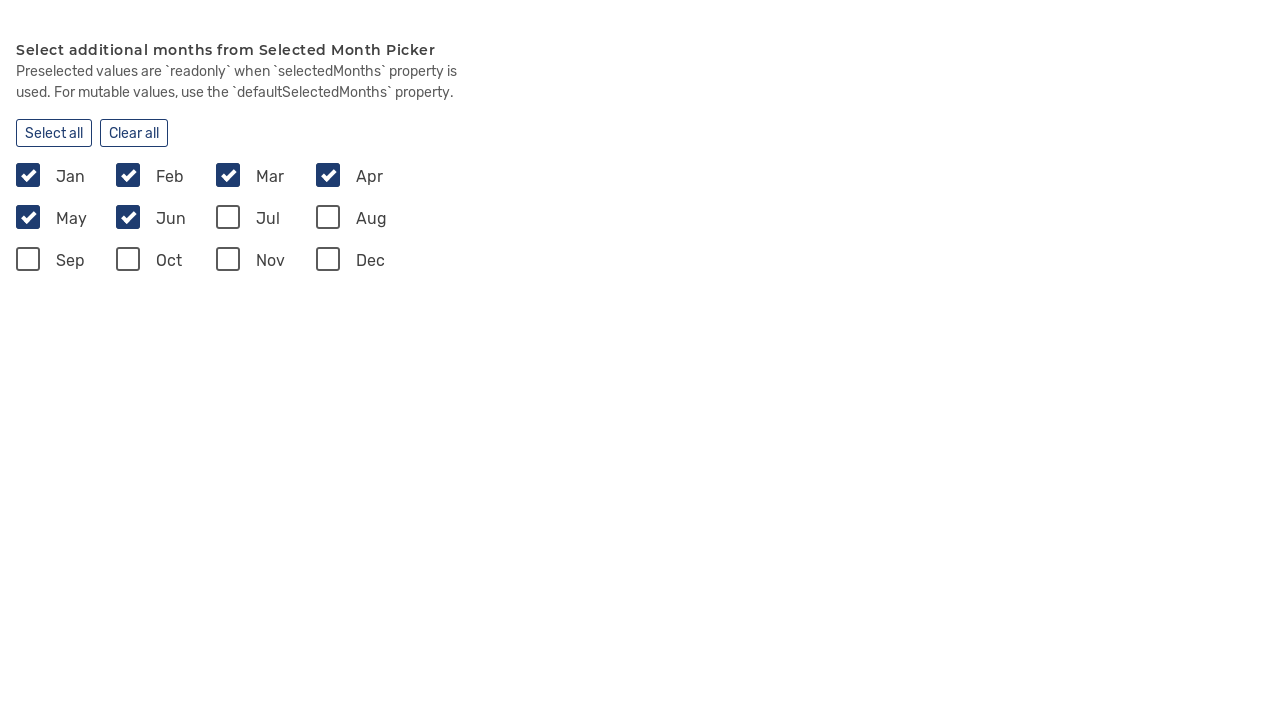 Select additional months from Selected Month Picker
Preselected values are `readonly` when `selectedMonths` property is
used. For mutable values, use the `defaultSelectedMonths` property.
Select all Clear all
Jan Feb Mar Apr
May Jun Jul Aug
Sep Oct Nov Dec